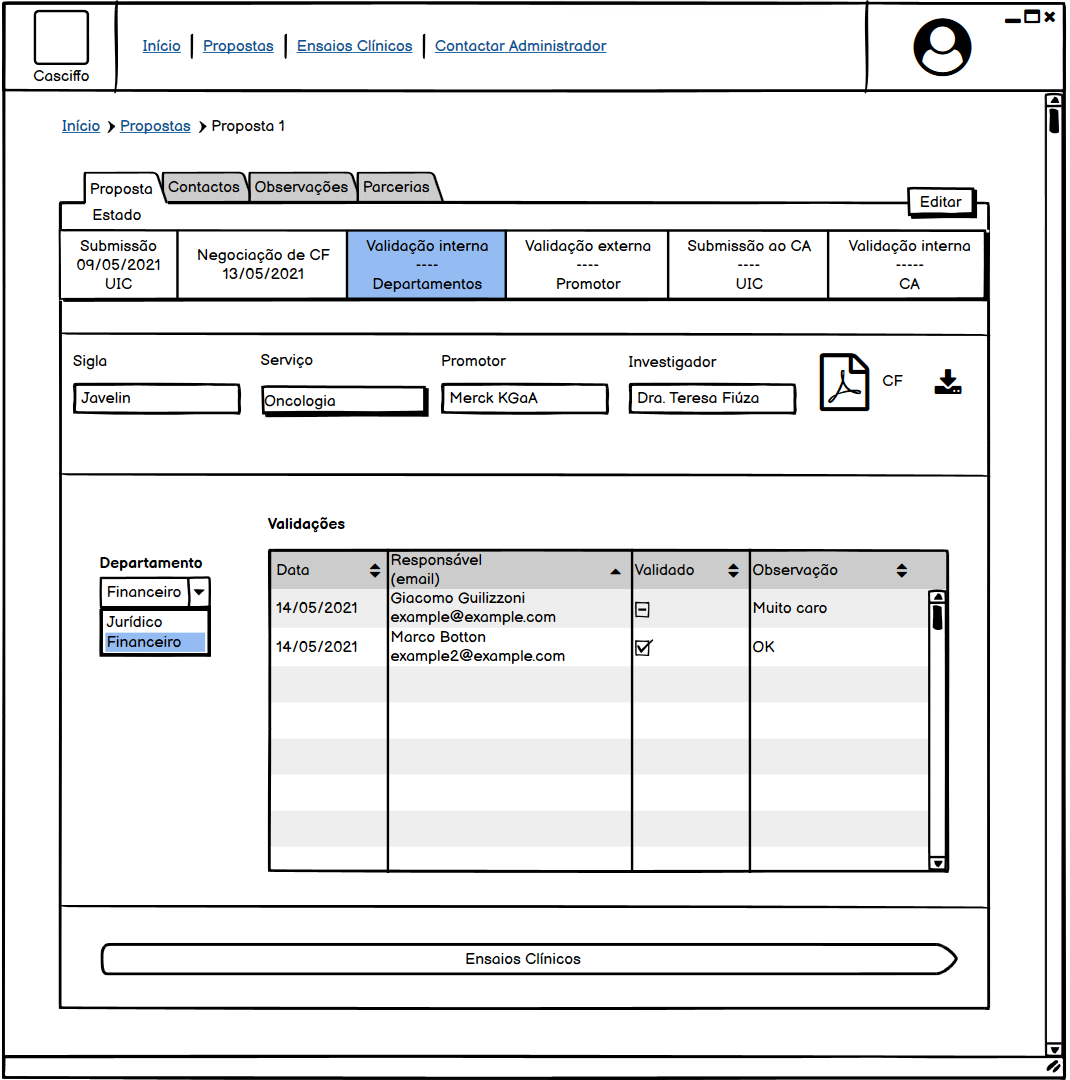 Casciffo
Início
Propostas
Ensaios Clínicos
Contactar Administrador
Início
Propostas
Proposta 1
Proposta
Contactos
Observações
Parcerias
Editar
Estado
Submissão
09/05/2021
UIC
Negociação de CF
13/05/2021
Validação interna
----
Departamentos
Validação externa
----
Promotor
Submissão ao CA
----
UIC
Validação interna
-----
CA
Sigla
Javelin
Serviço
Oncologia
Promotor
Merck KGaA
Investigador
Dra. Teresa Fiúza
CF
Validações
Departamento
Financeiro
Jurídico
Financeiro
Data
Responsável
(email)
Validado
Observação
14/05/2021
Giacomo Guilizzoni
example@example.com
Muito caro
14/05/2021
Marco Botton
example2@example.com
OK
Ensaios Clínicos